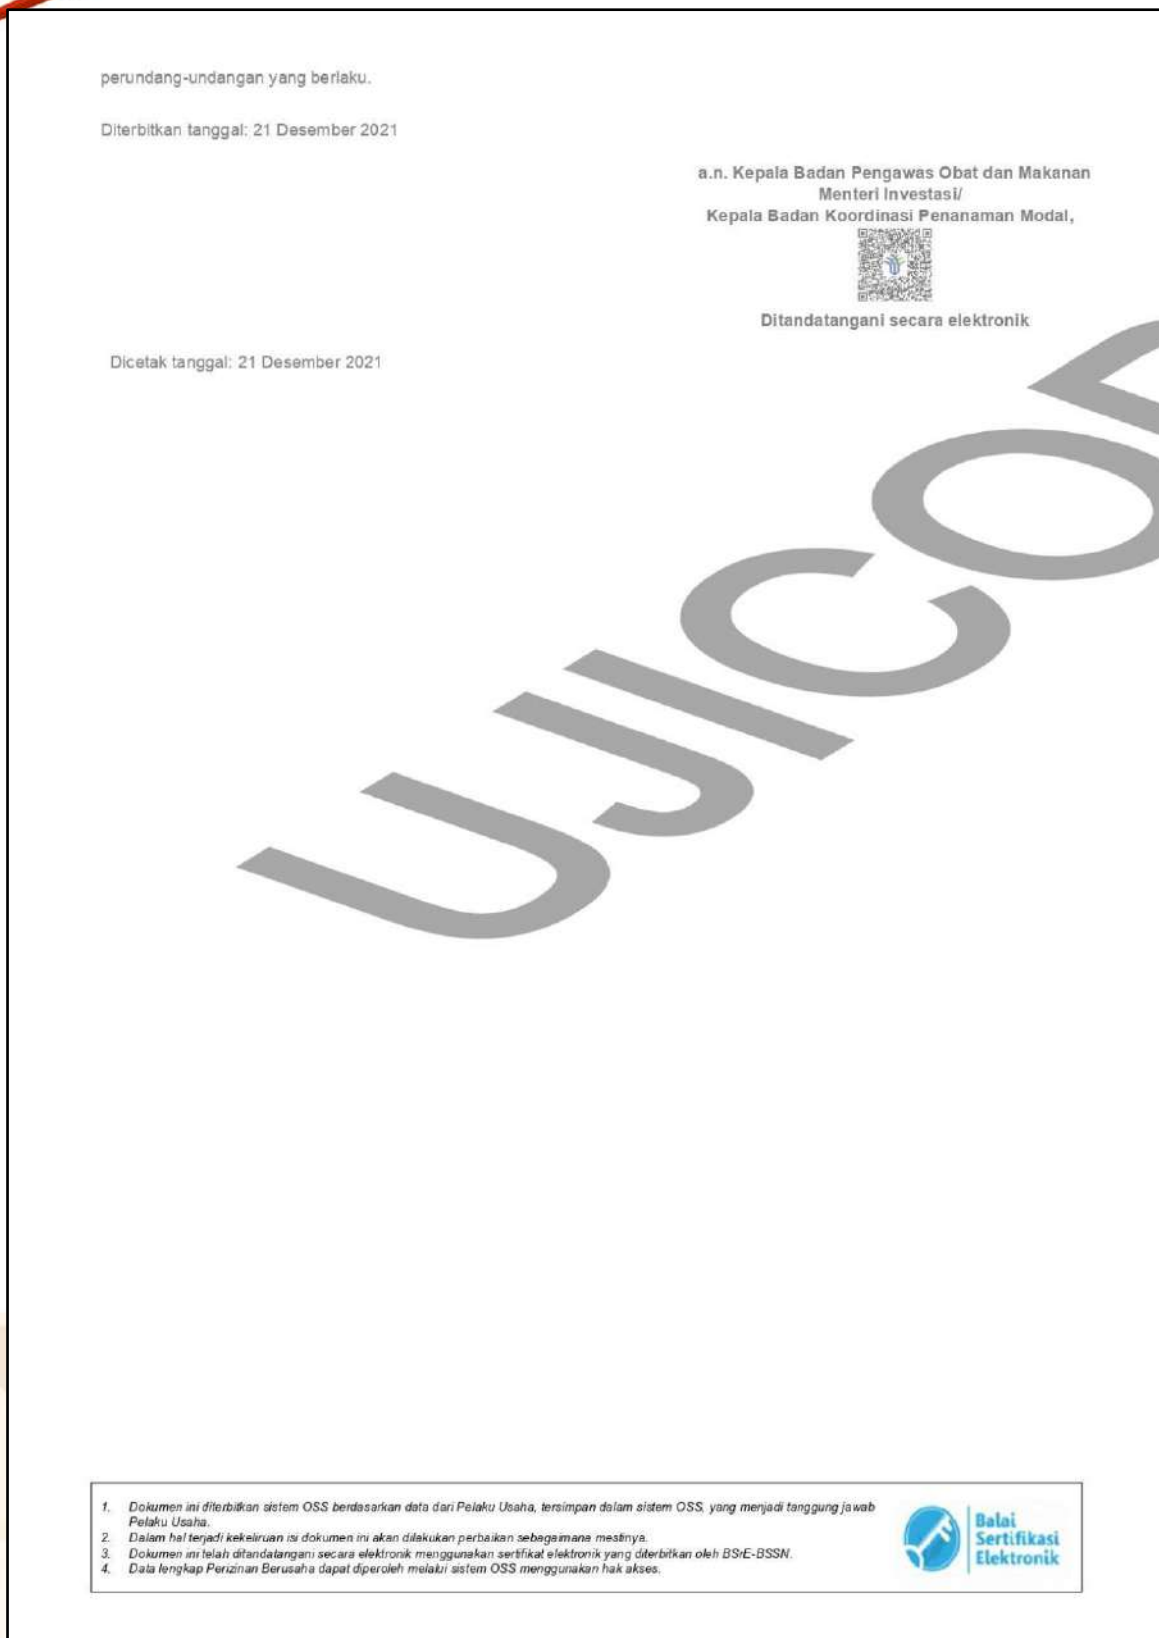 perundang-undangan yang berlaku.
Diterbitkan tanggal: 21 Desember 2021
a.n. Kepala Badan Pengawas Obat dan Makanan
Menteri Investasi/
Kepala Badan Koordinasi Penanaman Modal,
Ditandatangani secara elektronik
Dicetak tanggal: 21 Desember 2021
UJICO
1. Dokumen ini diterbitkan sistem OSS berdasarkan data dari Pelaku Usaha, tersimpan dalam sistem OSS, yang menjadi tanggung jawab
Pelaku Usaha.
2. Dalam hal terjadi kekeliruan isi dokumen ini akan dilakukan perbaikan sebagaimana mestinya.
3. Dokumen ini telah ditandatangani secara elektronik menggunakan sertifikat elektronik yang diterbitkan oleh BSrE-BSSN.
4. Data lengkap Perizinan Berusaha dapat diperoleh melalui sistem OSS menggunakan hak akses.
Balai
Sertifikasi
Elektronik